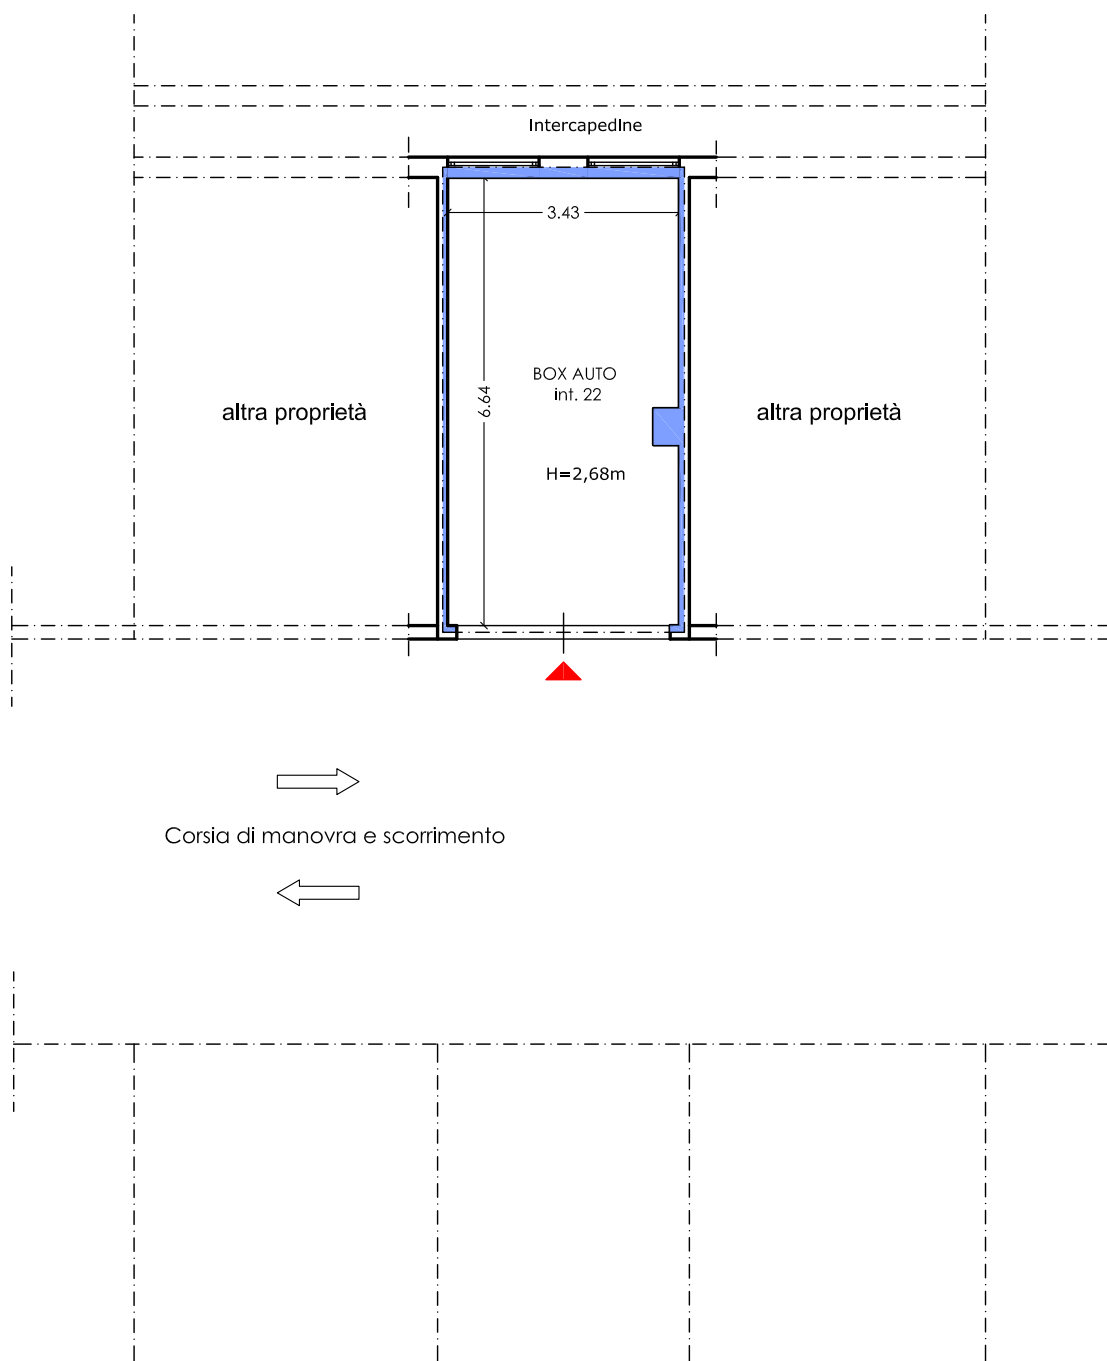 Intercapedine
3.43
6.64
BOX AUTO
int. 22
altra proprietà
altra proprietà
H=2,68m
Corsia di manovra e scorrimento